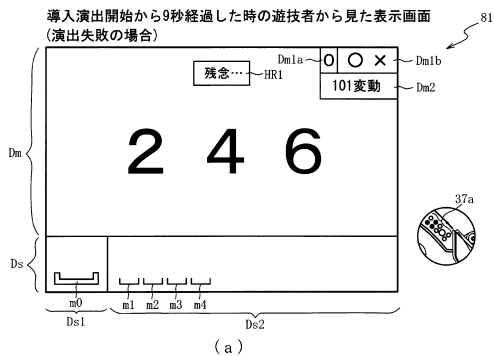 導入演出開始から9秒経過した時の遊技者から見た表示画面
(演出失敗の場合)
81
残念…
HR1
Dm1a
0
○
×
Dm1b
101変動
Dm2
Dm
2 4 6
37a
Ds
m0
m1 m2 m3 m4
Ds1
Ds2
(a)